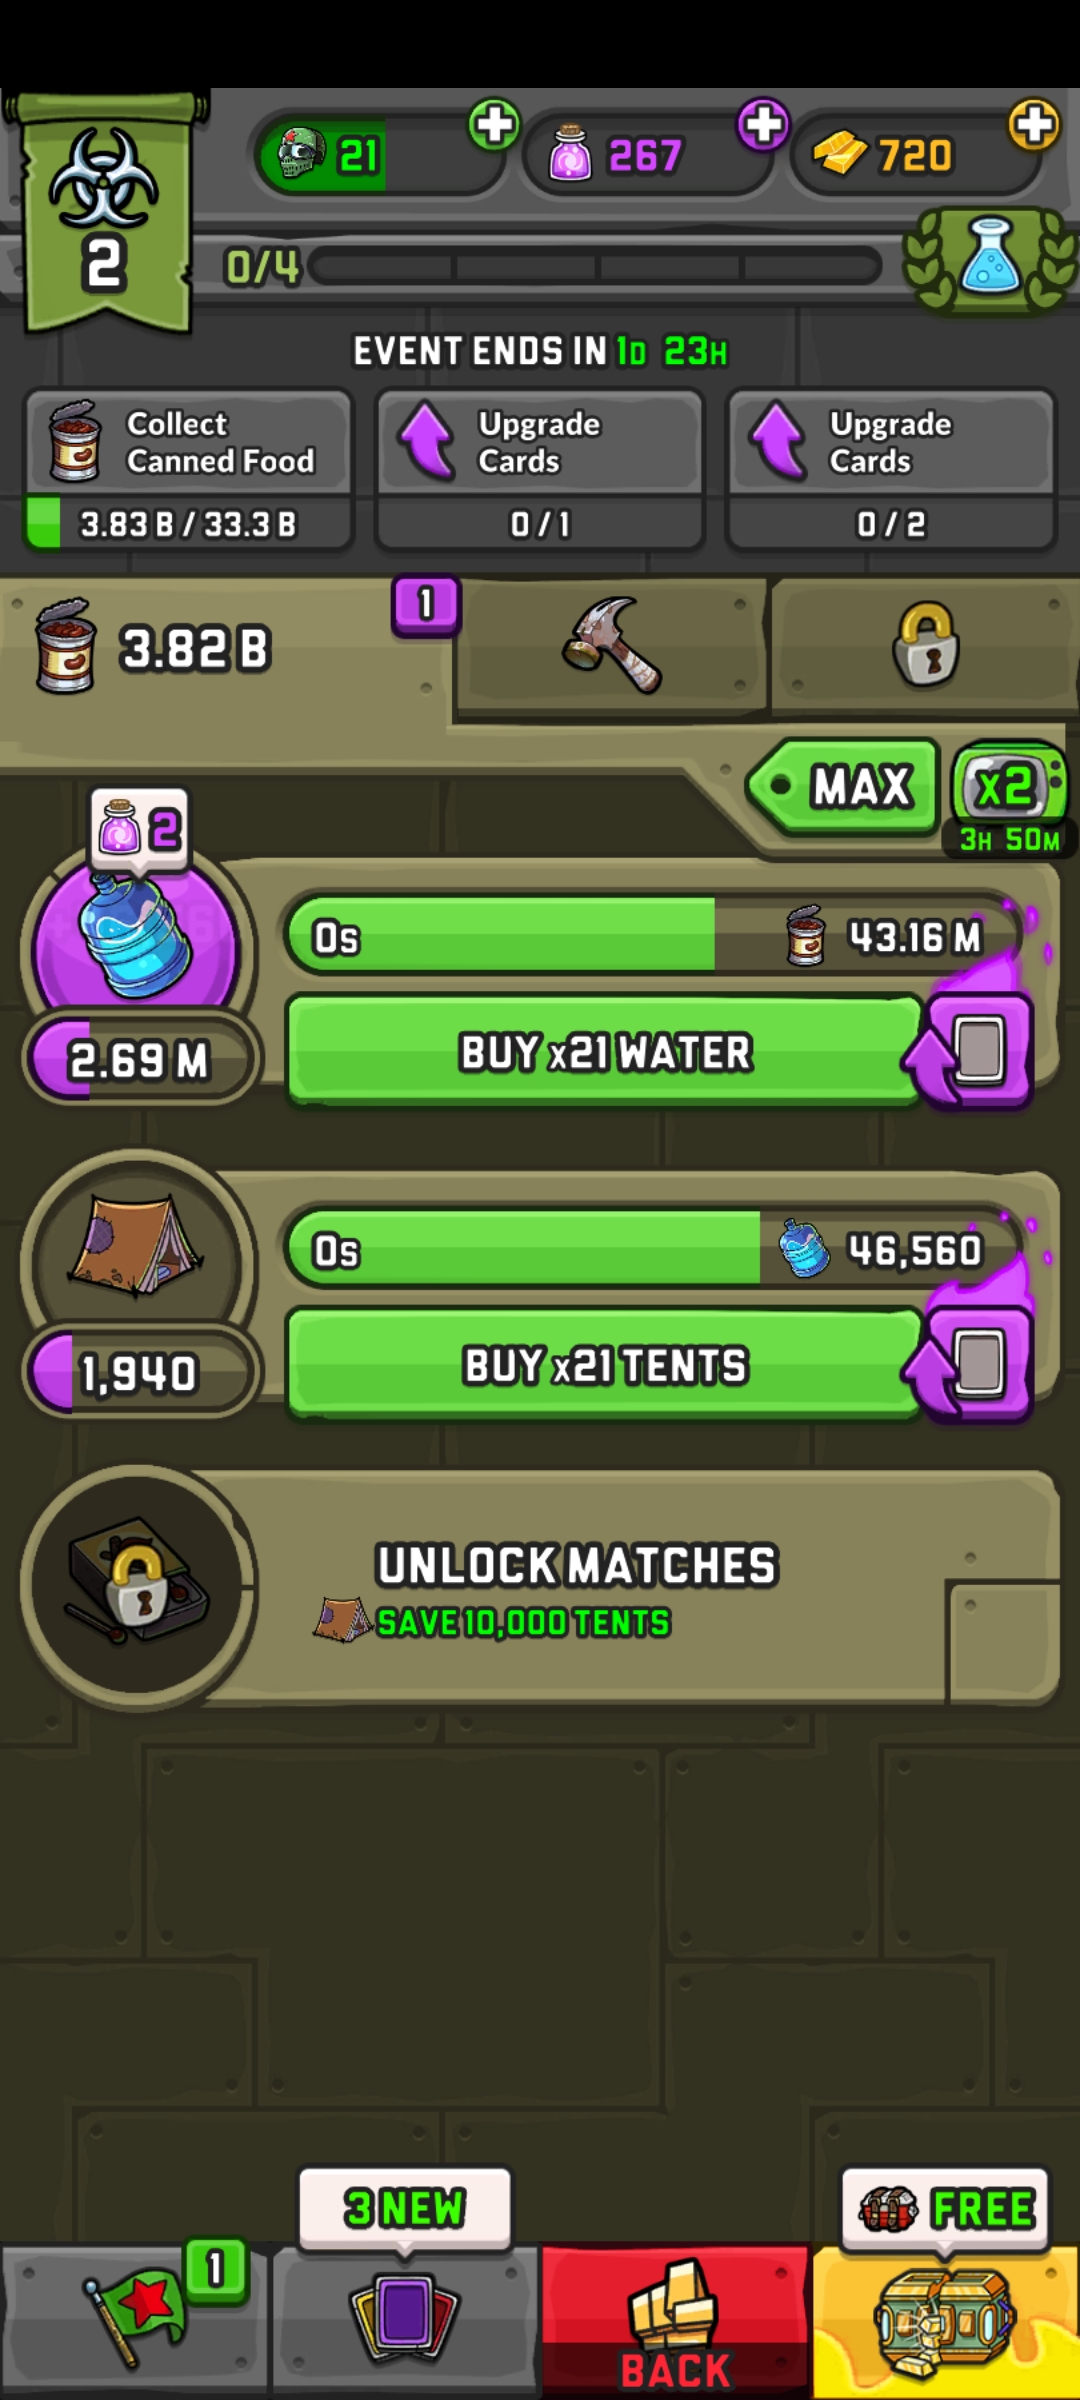 21
267
720
2
0/4
EVENT ENDS IN 1D 23H
Collect
Canned Food
3.83 B / 33.3 B
Upgrade
Cards
0 / 1
Upgrade
Cards
0 / 2
3.82 B
1
MAX
x2
3H 50M
2
0s
43.16 M
2.69 M
BUY x21 WATER
0s
46,560
1,940
BUY x21 TENTS
UNLOCK MATCHES
SAVE 10,000 TENTS
3 NEW
FREE
1
BACK